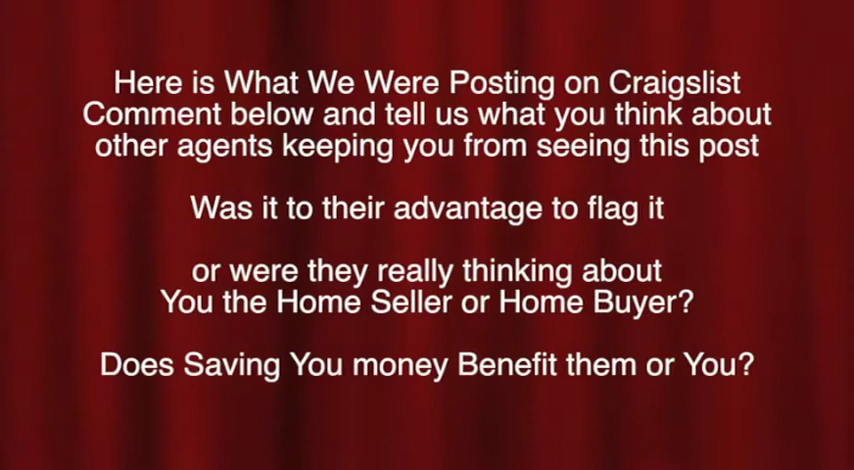 Here is What We Were Posting on Craigslist
Comment below and tell us what you think about
other agents keeping you from seeing this post
Was it to their advantage to flag it
or were they really thinking about
You the Home Seller or Home Buyer?
Does Saving You money Benefit them or You?